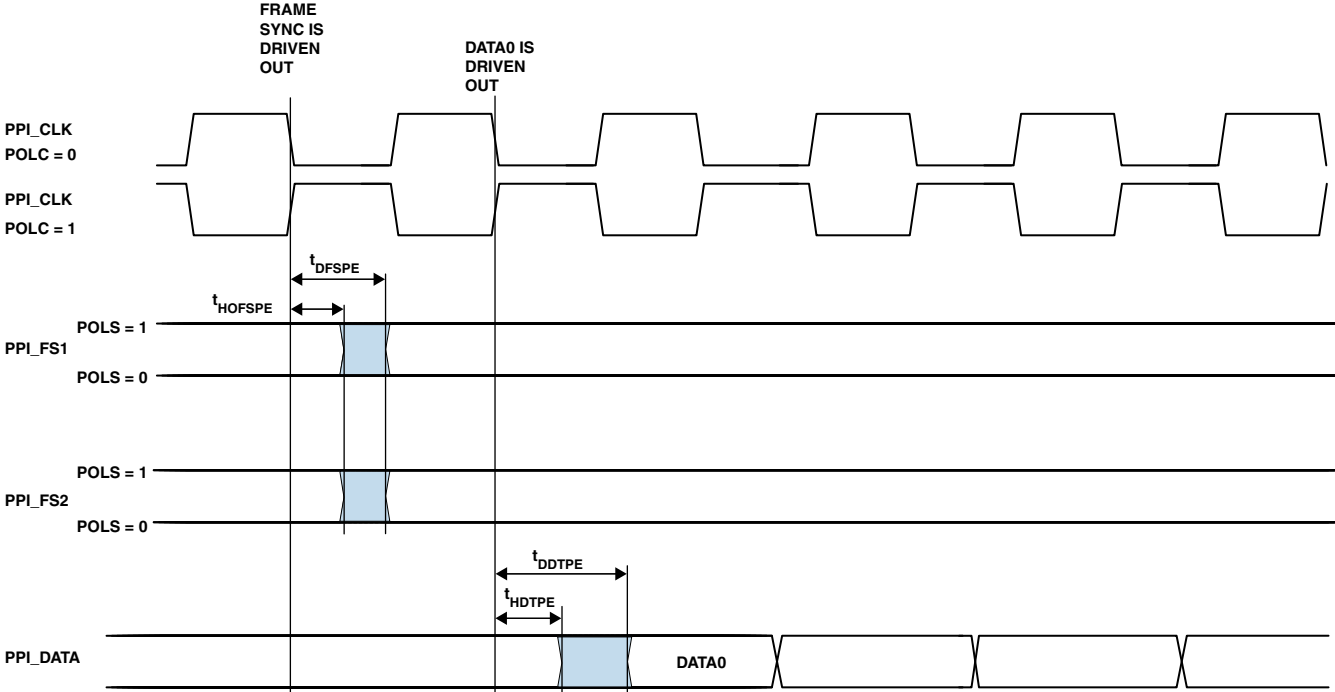 FRAME
SYNC IS
DRIVEN
OUT
DATA0 IS
DRIVEN
OUT
PPI_CLK
POLC = 0
PPI_CLK
POLC = 1
tDFSPE
tHOFSPE
POLS = 1
PPI_FS1
POLS = 0
POLS = 1
PPI_FS2
POLS = 0
tDDTPE
tHDTPE
PPI_DATA
DATA0